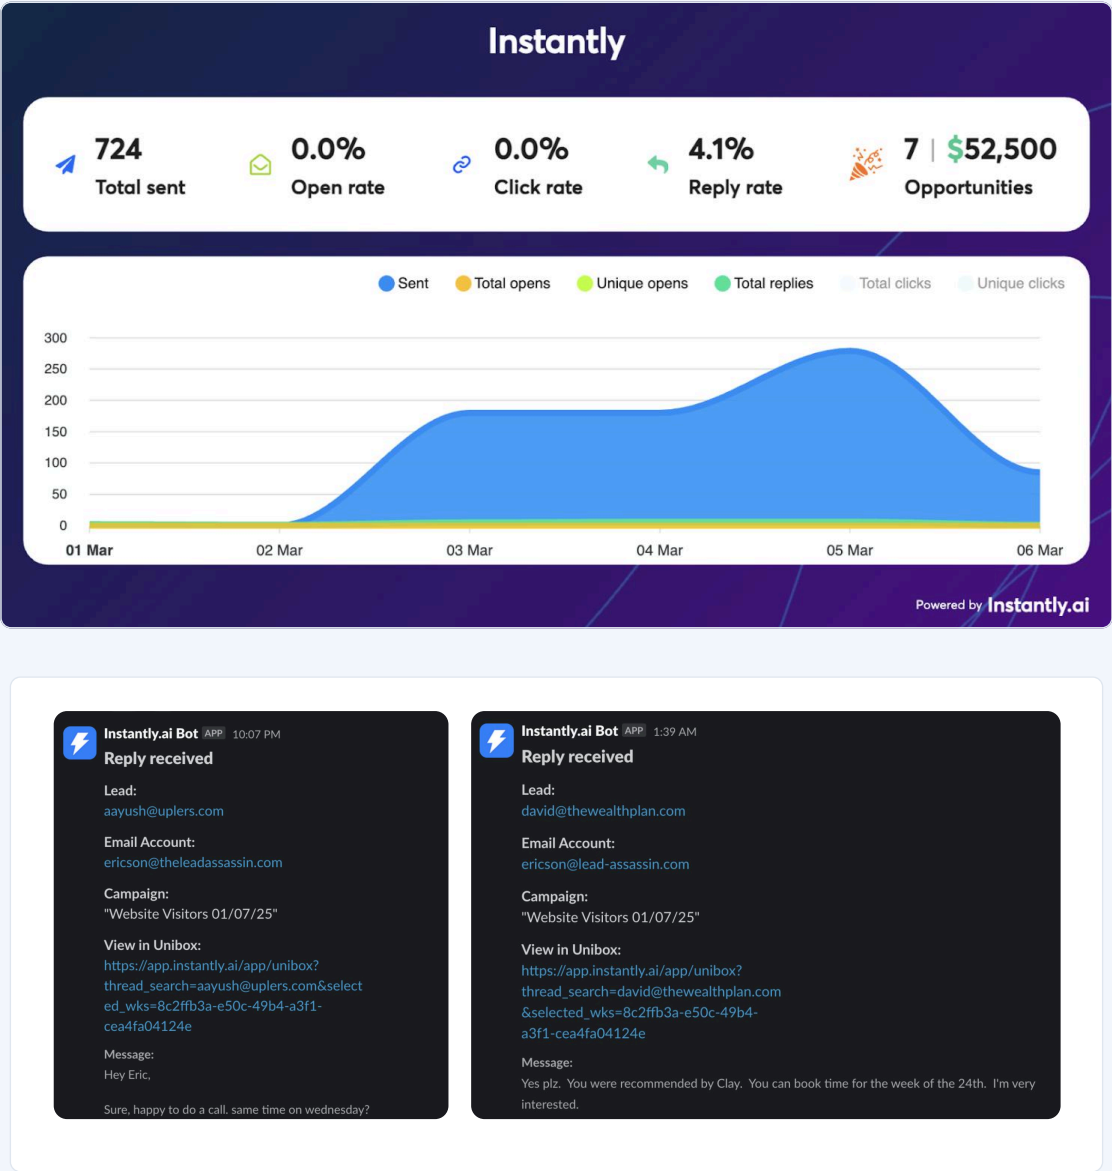 Instantly
724
Total sent
0.0%
Open rate
0.0%
Click rate
4.1%
Reply rate
7 | $52,500
Opportunities
Sent
Total opens
Unique opens
Total replies
Total clicks
Unique clicks
300
250
200
150
100
50
0
01 Mar
02 Mar
03 Mar
04 Mar
05 Mar
06 Mar
Powered by Instantly.ai
Instantly.ai Bot APP 10:07 PM
Reply received
Lead:
aayush@uplers.com
Email Account:
ericson@theleadassassin.com
Campaign:
"Website Visitors 01/07/25"
View in Unibox:
https://app.instantly.ai/app/unibox?
thread_search=aayush@uplers.com&select
ed_wks=8c2ffb3a-e50c-49b4-a3f1-
cea4fa04124e
Message:
Hey Eric,
Sure, happy to do a call. same time on wednesday?
Instantly.ai Bot APP 1:39 AM
Reply received
Lead:
david@thewealthplan.com
Email Account:
ericson@lead-assassin.com
Campaign:
"Website Visitors 01/07/25"
View in Unibox:
https://app.instantly.ai/app/unibox?
thread_search=david@thewealthplan.com
&selected_wks=8c2ffb3a-e50c-49b4-
a3f1-cea4fa04124e
Message:
Yes plz. You were recommended by Clay. You can book time for the week of the 24th. I'm very
interested.